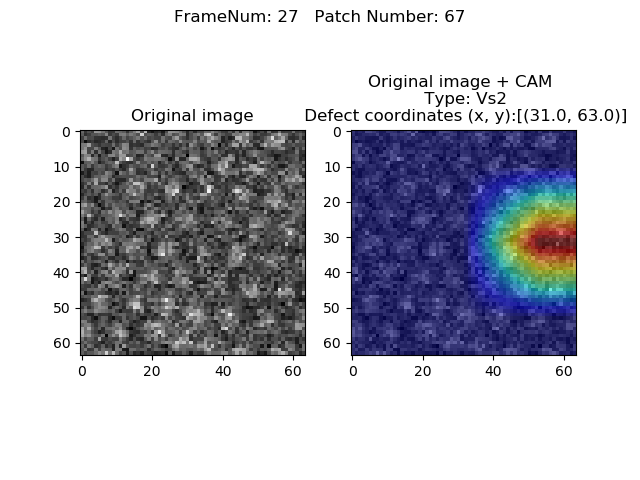 FrameNum: 27   Patch Number: 67
Original image
0
10
20
30
40
50
60
0 20 40 60
Original image + CAM
Type: Vs2
Defect coordinates (x, y):[(31.0, 63.0)]
0
10
20
30
40
50
60
0 20 40 60